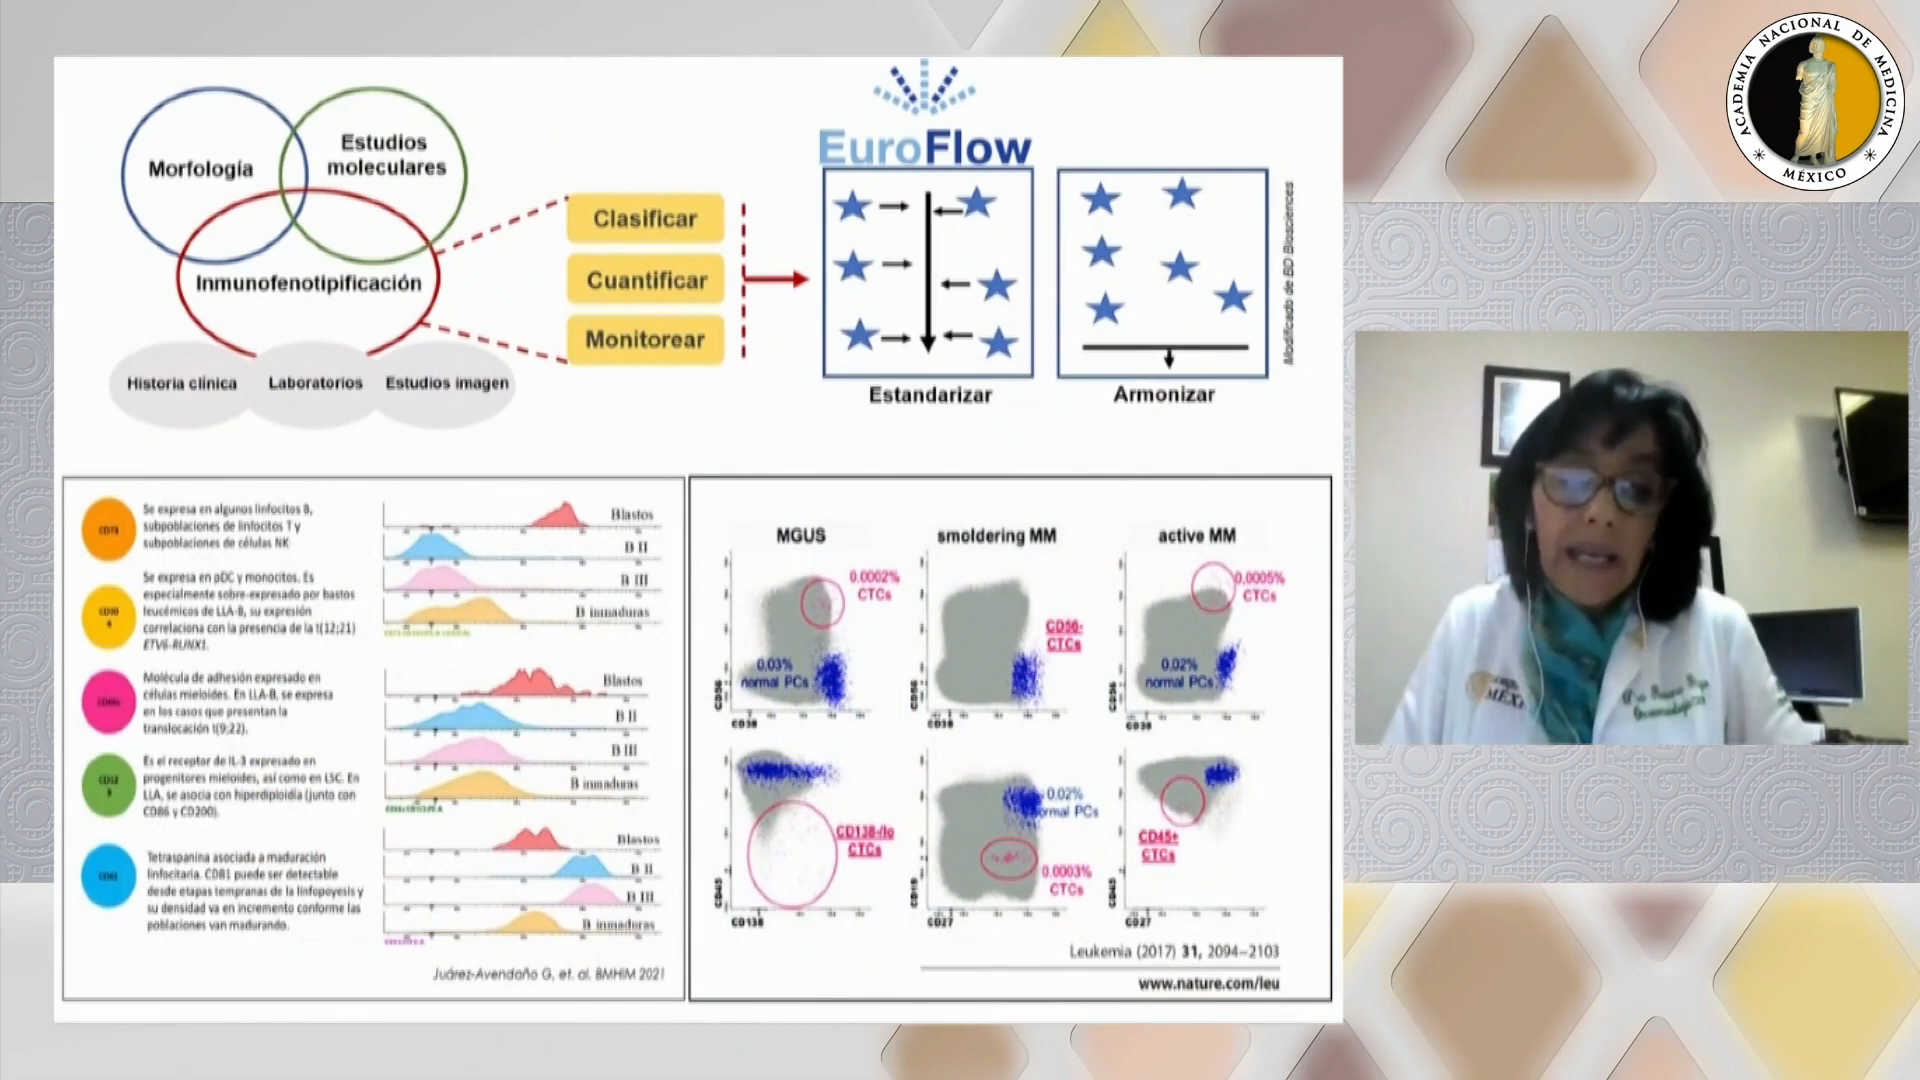 ACADEMIA NACIONAL DE MEDICINA
MÉXICO
Morfología
Estudios
moleculares
Inmunofenotipificación
Historia clínica
Laboratorios
Estudios imagen
Clasificar
Cuantificar
Monitorear
EuroFlow
Estandarizar
Armonizar
Modificado de BD Biosciences
CD73
Se expresa en algunos linfocitos B,
subpoblaciones de linfocitos T y
subpoblaciones de células NK
Se expresa en pDC y monocitos. Es
especialmente sobre-expresado por bastos
leucémicos de LLA-B, su expresión
correlaciona con la presencia de la t(12;21)
ETV6-RUNX1.
Molécula de adhesión expresado en
células mieloides. En LLA-B, se expresa
en los casos que presentan la
translocación t(9;22).
CD12
3
Es el receptor de IL-3 expresado en
progenitores mieloides, así como en LSC. En
LLA, se asocia con hiperdiploidía (junto con
CD86 y CD200).
CD81
Tetraspanina asociada a maduración
linfocitaria. CD81 puede ser detectable
desde etapas tempranas de la linfopoyesis y
su densidad va en incremento conforme las
poblaciones van madurando.
Blastos
B II
B III
B inmaduras
Blastos
B II
B III
B inmaduras
Blastos
B II
B III
B inmaduras
Juárez-Avendaño G, et. al. BMHIM 2021
MGUS
smoldering MM
active MM
0,0002%
CTCs
0.03%
normal PCs
CD56
CD38
CD56-
CTCs
CD56
CD38
0,0005%
CTCs
0.02%
normal PCs
CD56
CD38
CD138-/lo
CTCs
CD45
CD138
0.02%
normal PCs
0.0003%
CTCs
CD19
CD27
CD45+
CTCs
CD45
CD27
Leukemia (2017) 31, 2094–2103
www.nature.com/leu